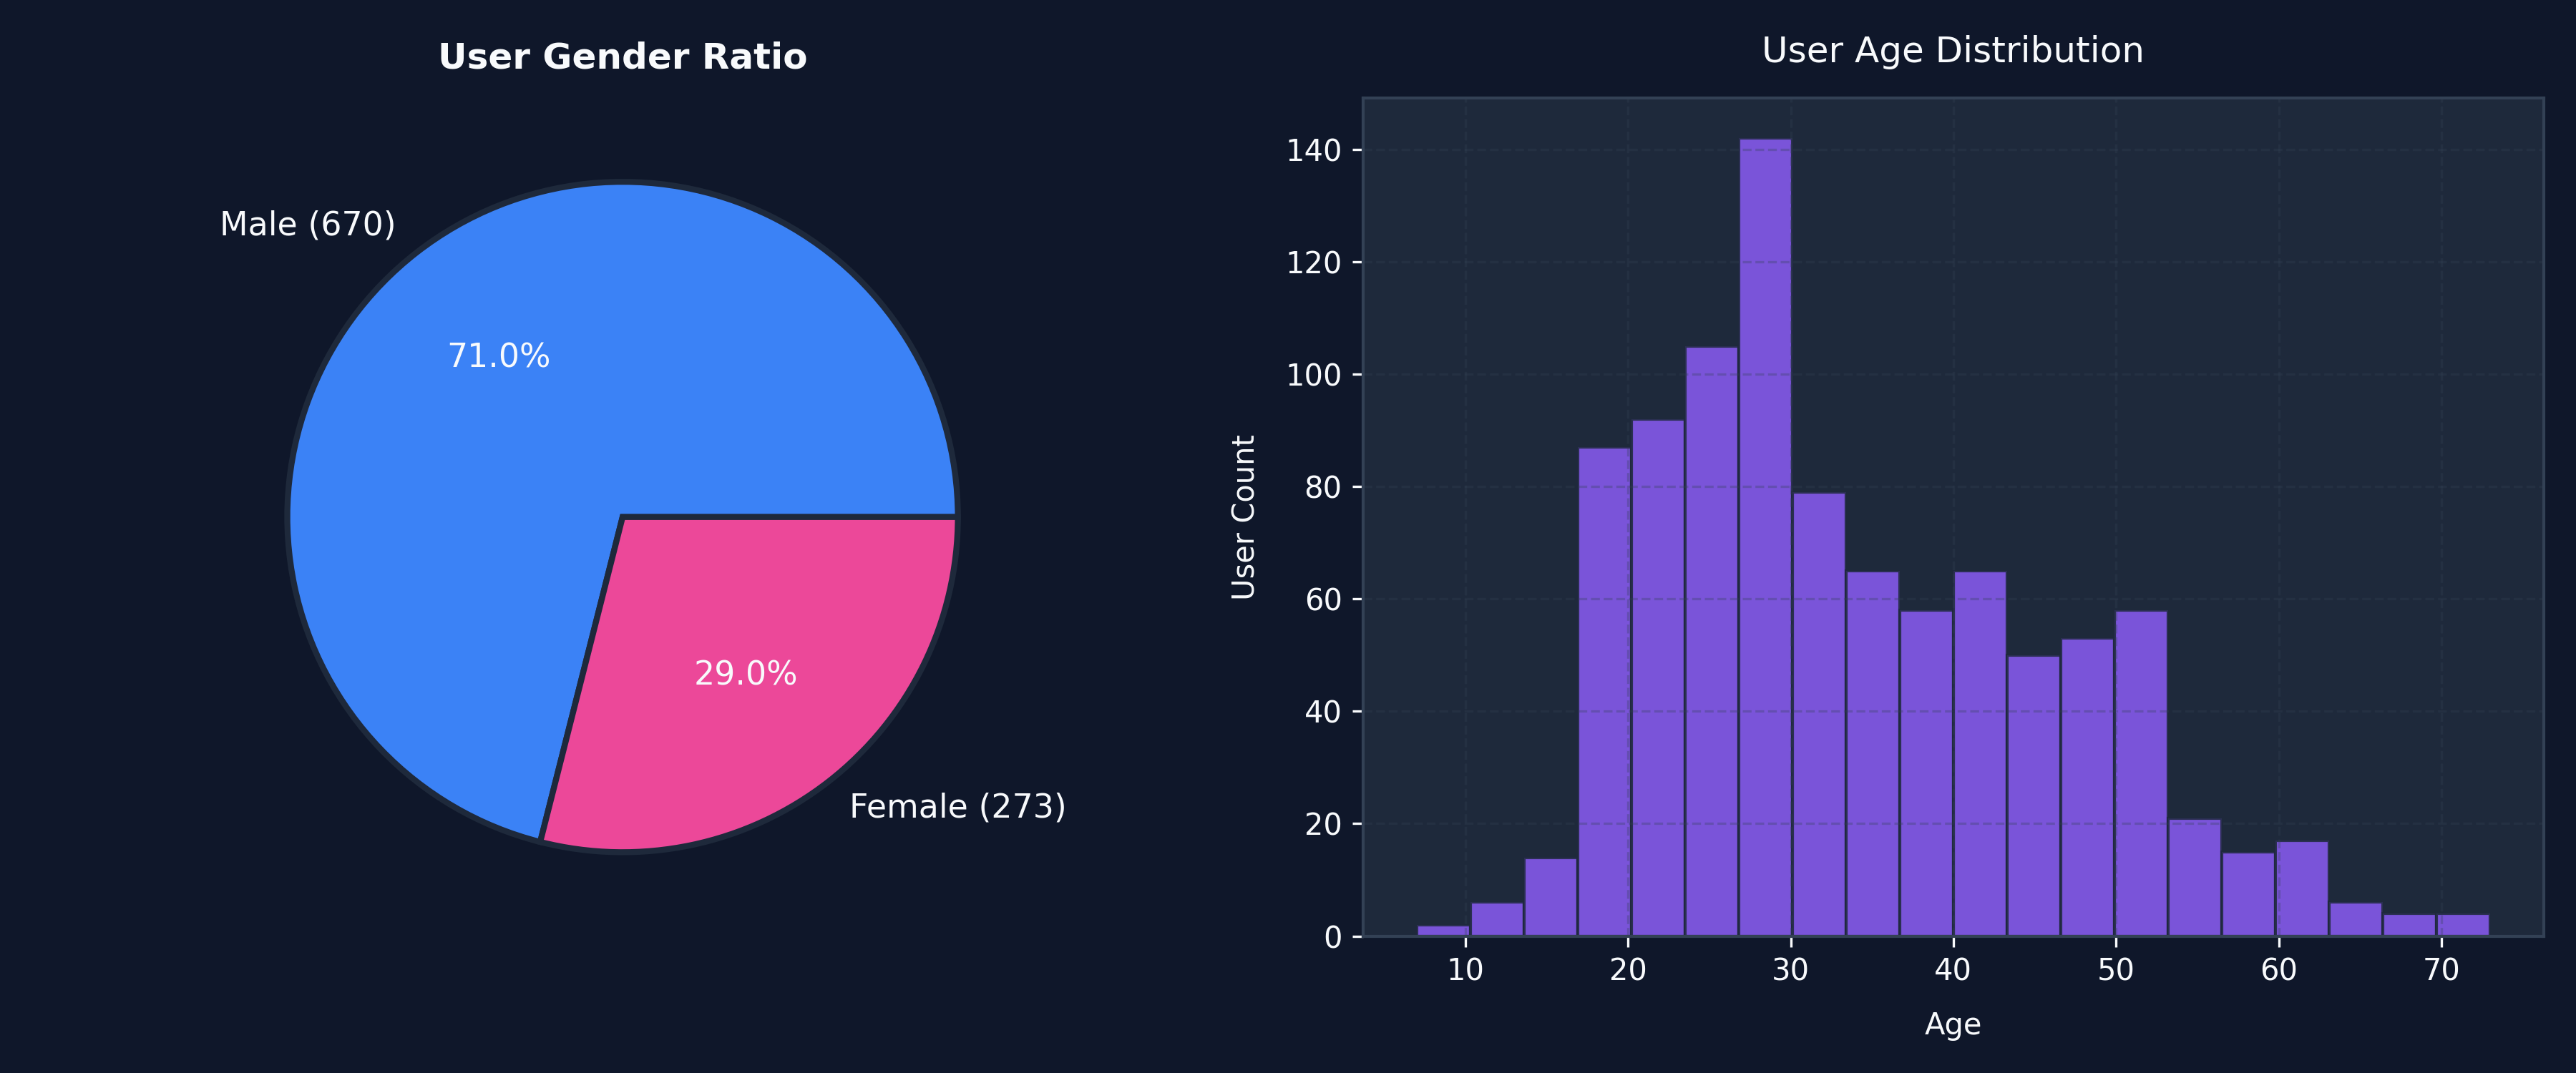 User Gender Ratio
Male (670)
71.0%
29.0%
Female (273)
User Age Distribution
User Count
140
120
100
80
60
40
20
0
10 20 30 40 50 60 70
Age